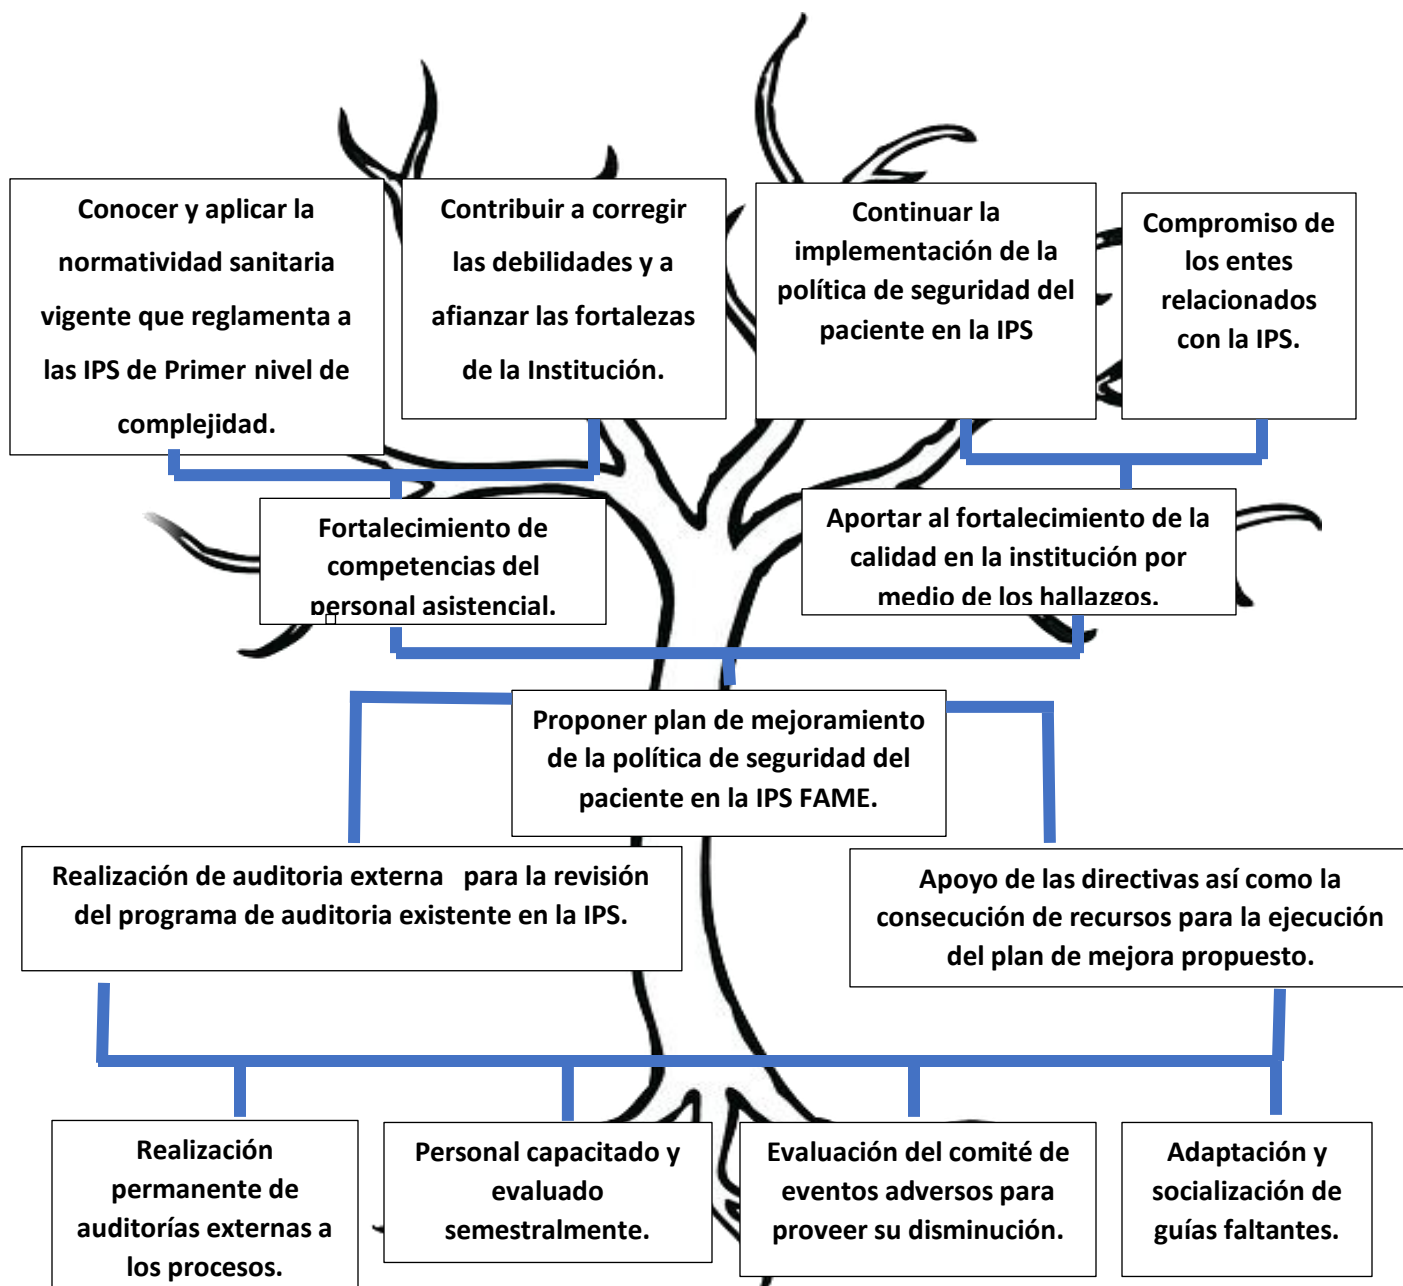 Conocer y aplicar la
normatividad sanitaria
vigente que reglamenta a
las IPS de Primer nivel de
complejidad.
Contribuir a corregir
las debilidades y a
afianzar las fortalezas
de la Institución.
Continuar la
implementación de la
política de seguridad del
paciente en la IPS
Compromiso de
los entes
relacionados
con la IPS.
Fortalecimiento de
competencias del
personal asistencial.
Aportar al fortalecimiento de la
calidad en la institución por
medio de los hallazgos.
Proponer plan de mejoramiento
de la política de seguridad del
paciente en la IPS FAME.
Realización de auditoria externa para la revisión
del programa de auditoria existente en la IPS.
Apoyo de las directivas así como la
consecución de recursos para la ejecución
del plan de mejora propuesto.
Realización
permanente de
auditorías externas a
los procesos.
Personal capacitado y
evaluado
semestralmente.
Evaluación del comité de
eventos adversos para
proveer su disminución.
Adaptación y
socialización de
guías faltantes.